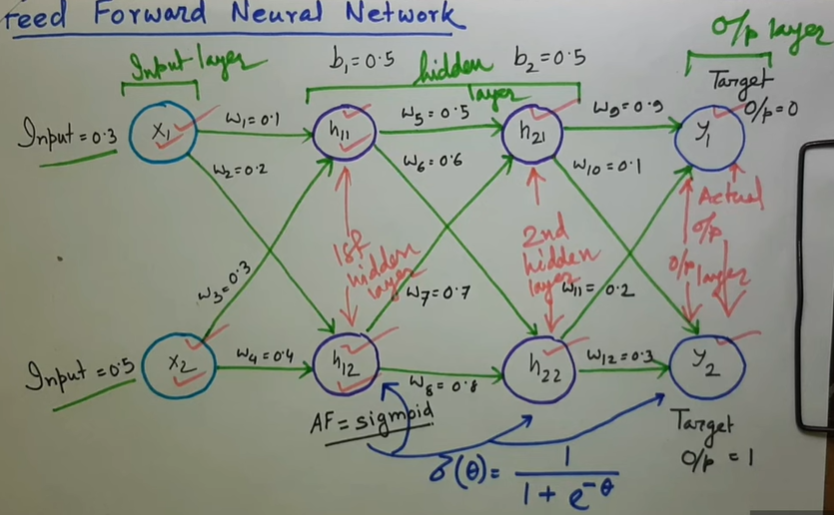 Feed Forward Neural Network
O/p layer
Input layer
b₁=0.5
hidden layer
b₂=0.5
Target
O/p=0
Input = 0.3
x₁
w₁=0.1
h₁₁
w₅=0.5
h₂₁
w₉=0.9
y₁
w₂=0.2
w₆=0.6
w₁₀=0.1
Actual
O/p
1st
hidden
layer
2nd
hidden
layer
O/p layer
w₃=0.3
w₇=0.7
w₁₁=0.2
Input = 0.5
x₂
w₄=0.4
h₁₂
w₈=0.8
h₂₂
w₁₂=0.3
y₂
AF = sigmoid
Target
O/p = 1
δ(θ) = 1 / 1 + e^-θ